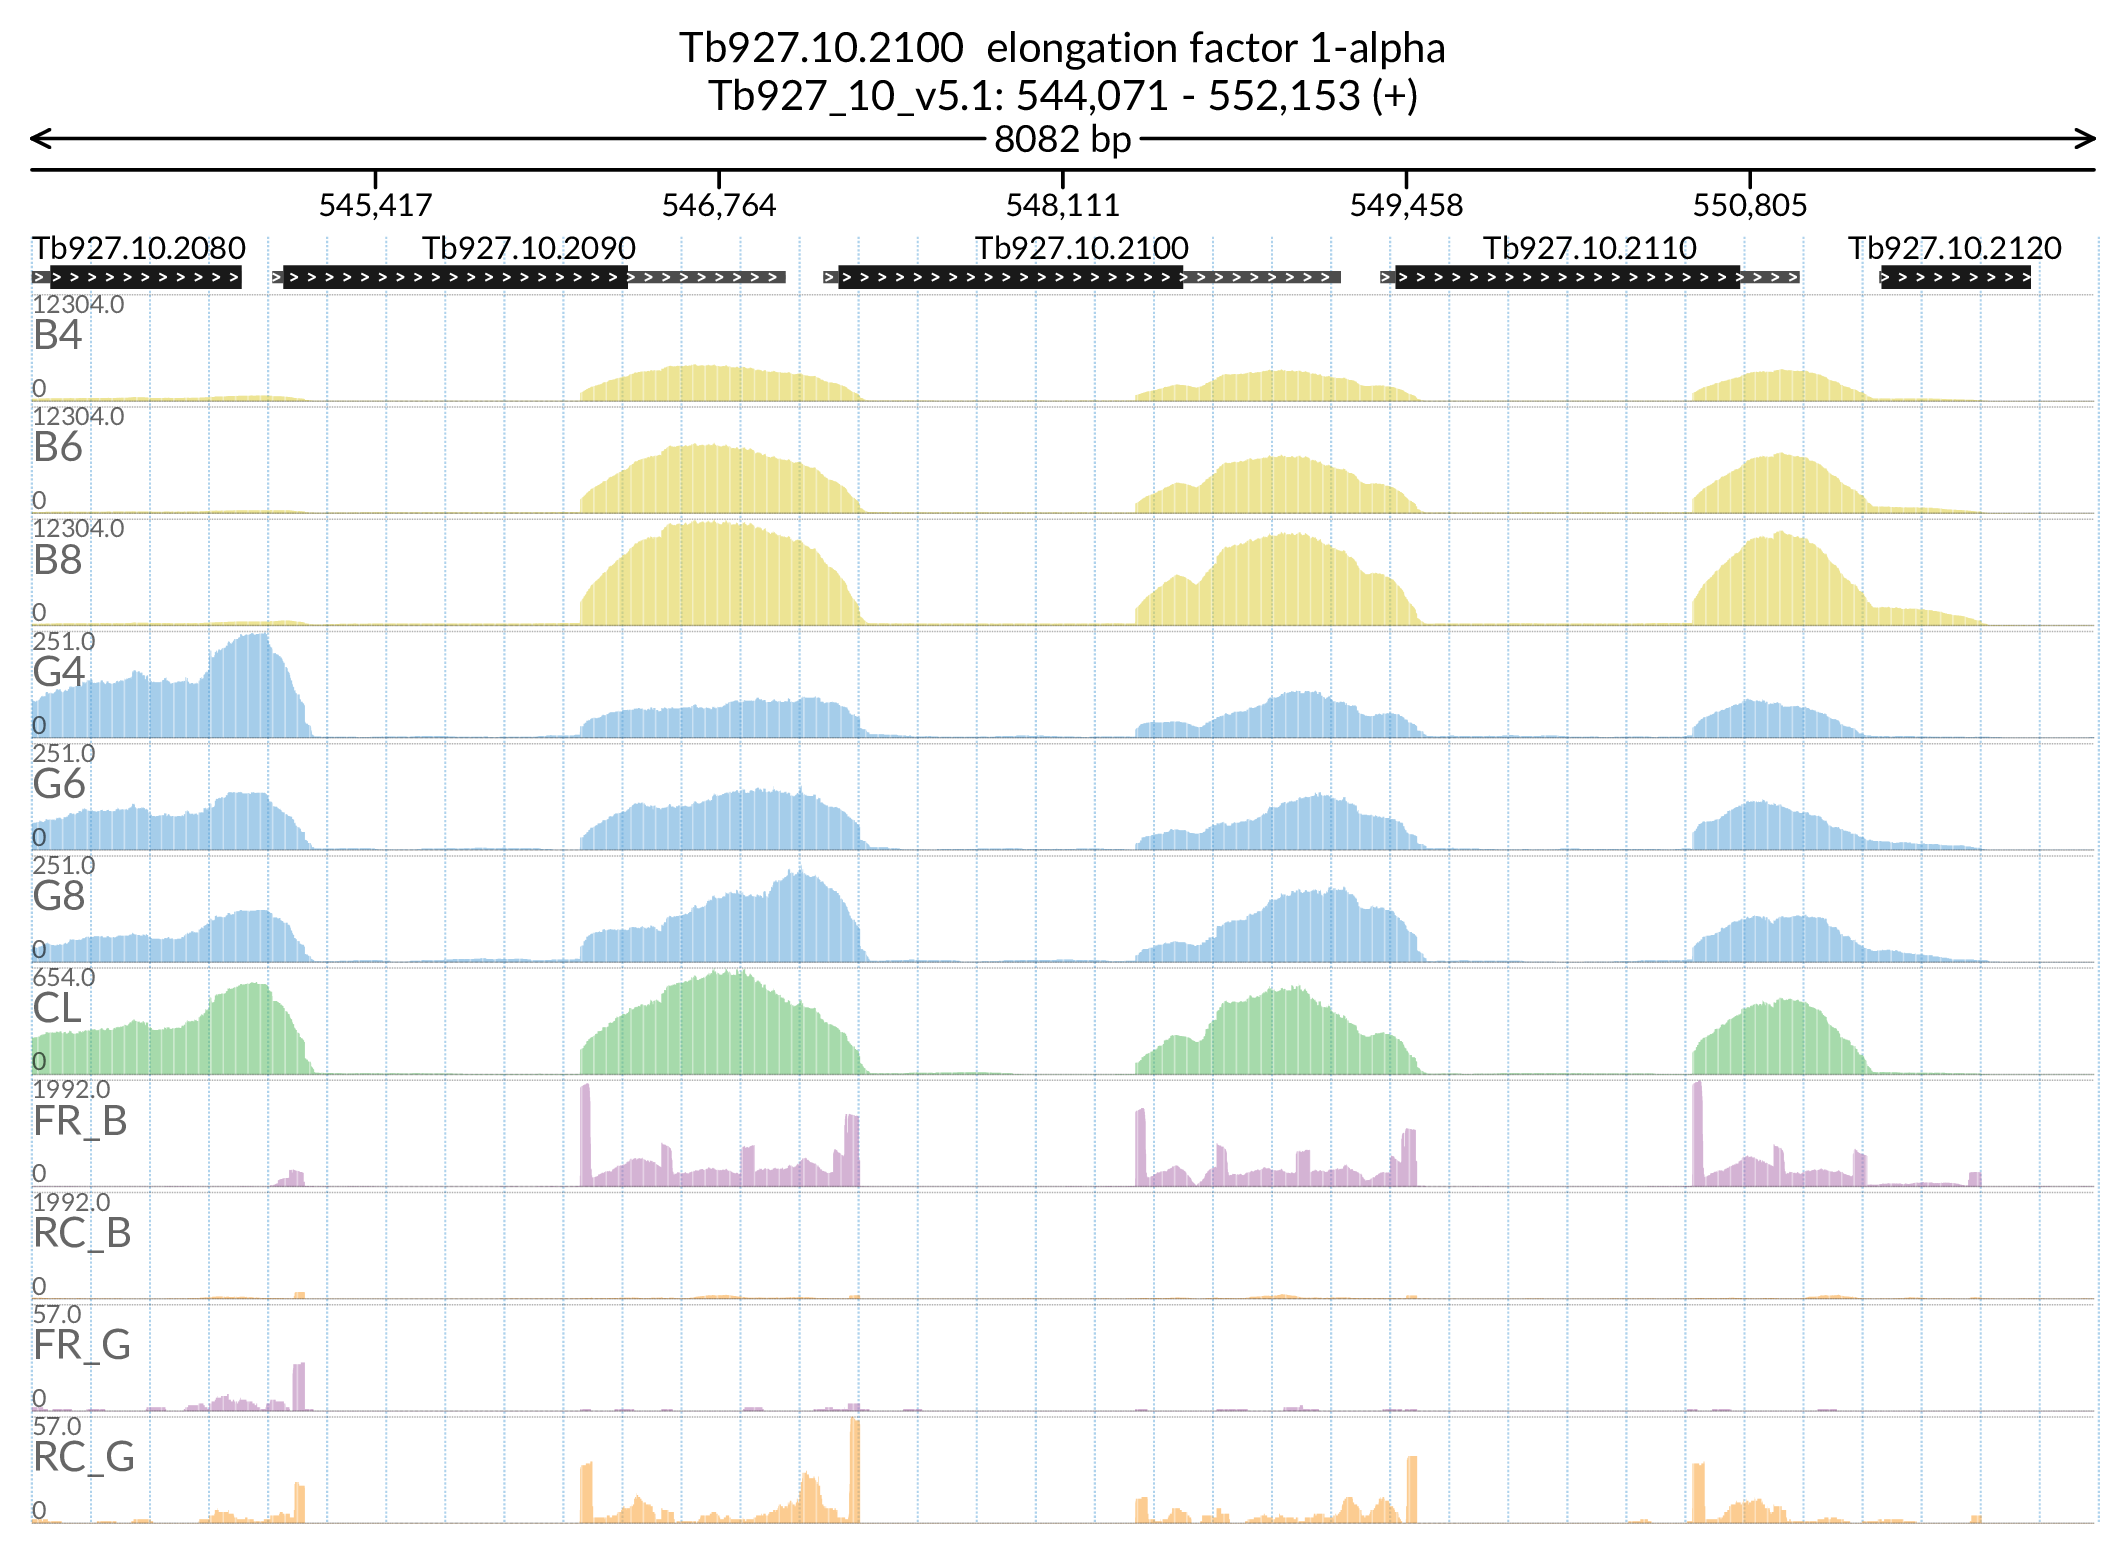 Tb927.10.2100 elongation factor 1-alpha
Tb927_10_v5.1: 544,071 - 552,153 (+)
8082 bp
545,417 546,764 548,111 549,458 550,805
Tb927.10.2080 Tb927.10.2090 Tb927.10.2100 Tb927.10.2110 Tb927.10.2120
12304.0
B4
0
12304.0
B6
0
12304.0
B8
0
251.0
G4
0
251.0
G6
0
251.0
G8
0
654.0
CL
0
1992.0
FR_B
0
1992.0
RC_B
0
57.0
FR_G
0
57.0
RC_G
0